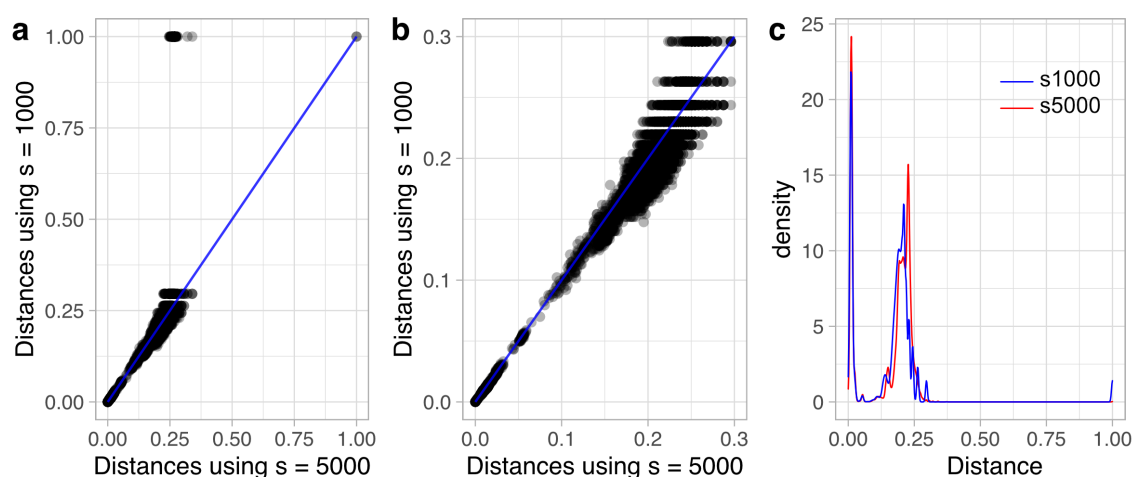 a
Distances using s = 1000
1.00
0.75
0.50
0.25
0.00
0.00 0.25 0.50 0.75 1.00
Distances using s = 5000
b
Distances using s = 1000
0.3
0.2
0.1
0.0
0.0 0.1 0.2 0.3
Distances using s = 5000
c
density
25
20
15
10
5
0
s1000
s5000
0.00 0.25 0.50 0.75 1.00
Distance